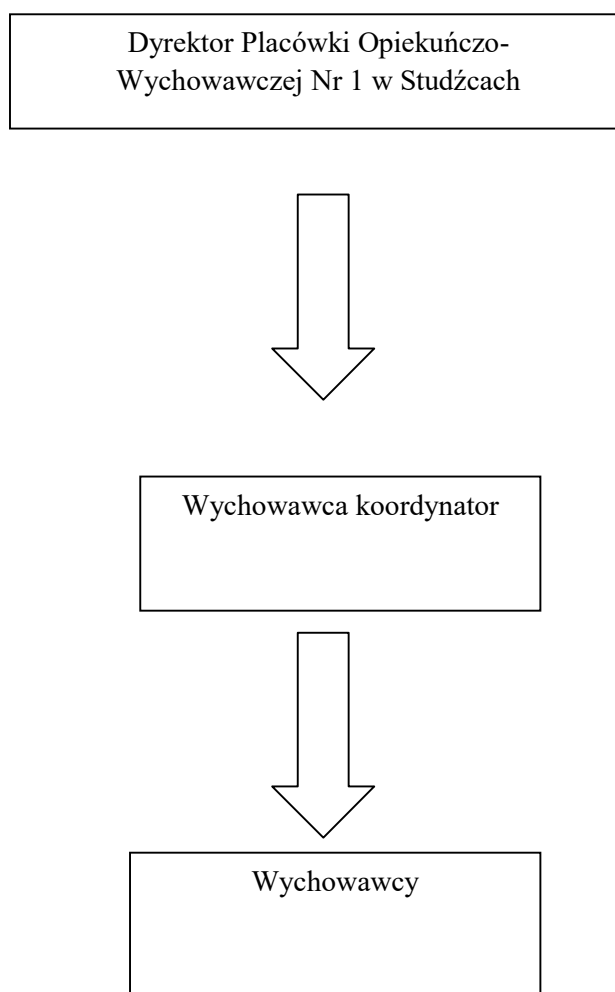 Dyrektor Placówki Opiekuńczo-
Wychowawczej Nr 1 w Studźcach
Wychowawca koordynator
Wychowawcy